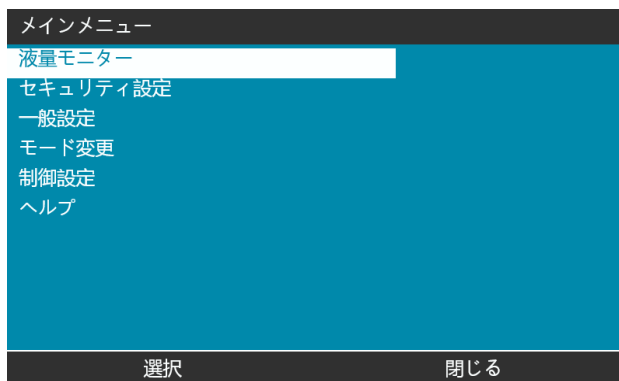 メインメニュー
液量モニター
セキュリティ設定
一般設定
モード変更
制御設定
ヘルプ
選択 閉じる